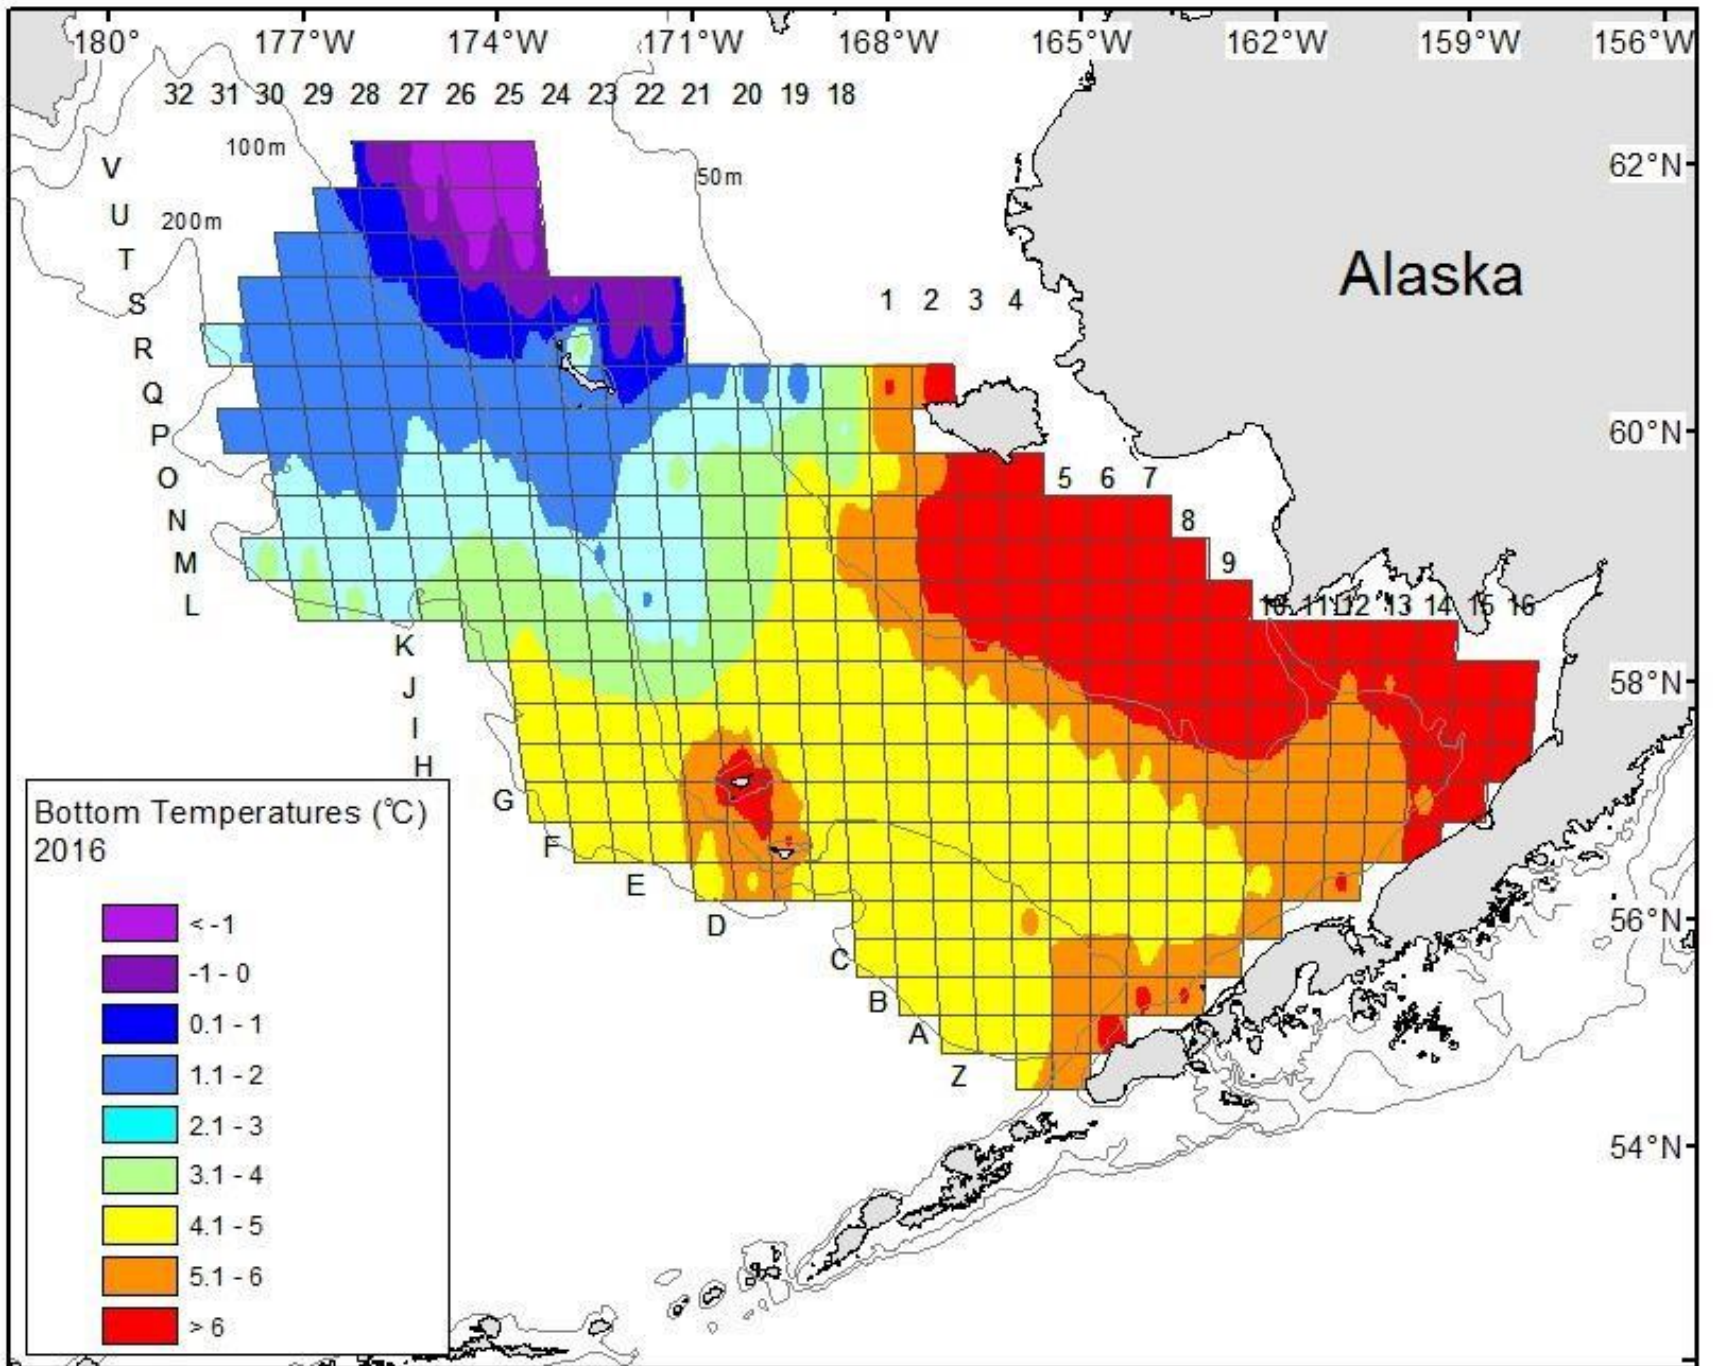 180° 177°W 174°W 171°W 168°W 165°W 162°W 159°W 156°W
32 31 30 29 28 27 26 25 24 23 22 21 20 19 18
100m
V
62°N
50m
U
200m
T
Alaska
S
1 2 3 4
R
Q
P
60°N
O
5 6 7
N
8
M
9
L
10 11 12 13 14 15 16
K
J
58°N
I
H
G
F
E
D
56°N
C
B
A
Z
54°N
Bottom Temperatures (°C)
2016
< -1
-1 - 0
0.1 - 1
1.1 - 2
2.1 - 3
3.1 - 4
4.1 - 5
5.1 - 6
> 6